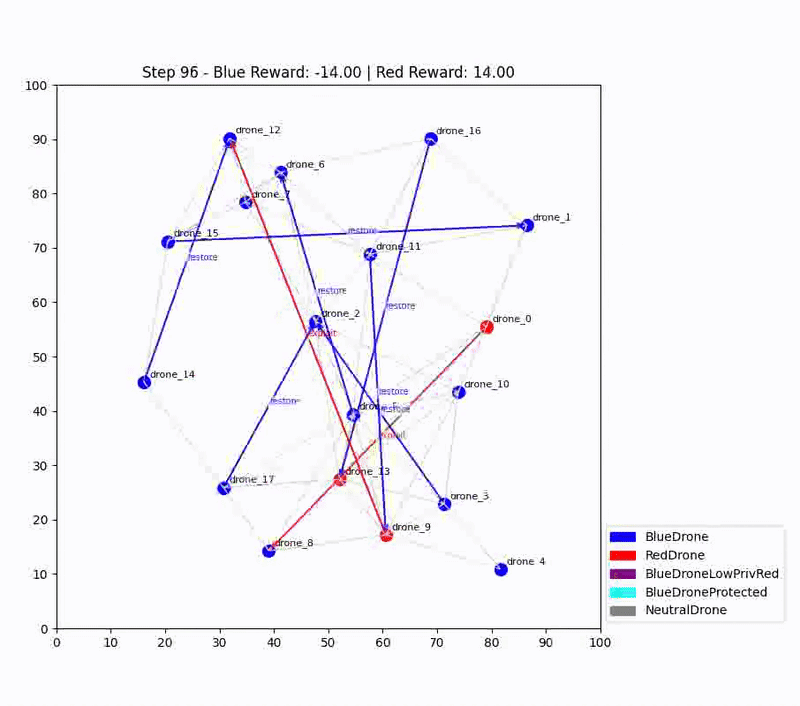 Step 96 - Blue Reward: -14.00 | Red Reward: 14.00
100
90
80
70
60
50
40
30
20
10
0
drone_12
drone_16
drone_6
drone_7
drone_1
drone_15
restore
drone_11
restore
restore
restore
drone_2
drone_0
drone_14
drone_10
restore
restore
drone_13
drone_17
drone_3
drone_9
drone_8
drone_4
0
10
20
30
40
50
60
70
80
90
100
BlueDrone
RedDrone
BlueDroneLowPrivRed
BlueDroneProtected
NeutralDrone